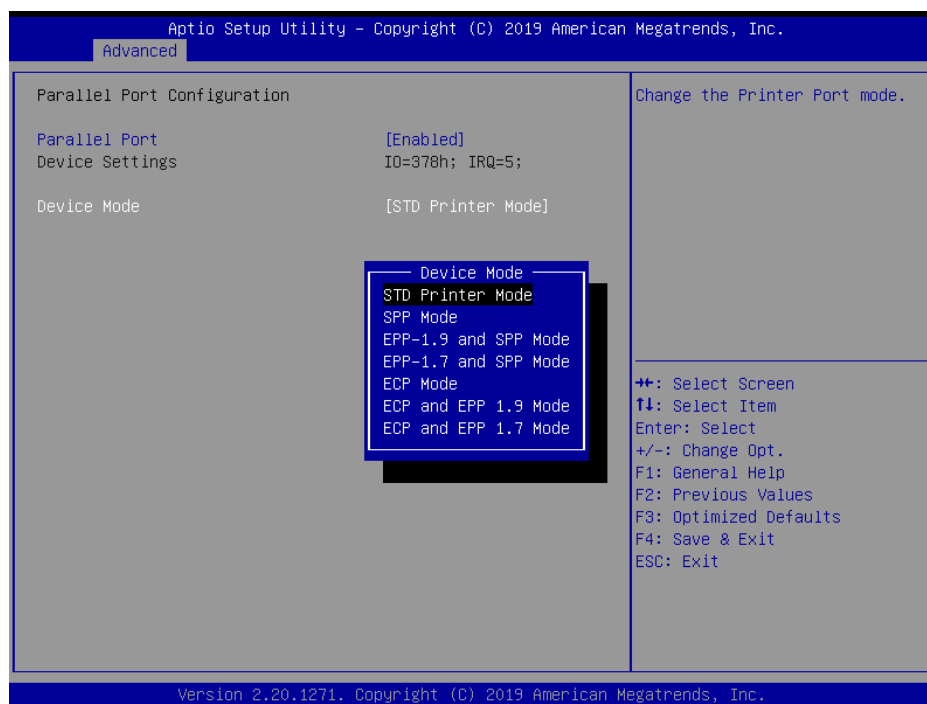 Aptio Setup Utility – Copyright (C) 2019 American Megatrends, Inc.
Advanced
Parallel Port Configuration
Parallel Port [Enabled]
Device Settings IO=378h; IRQ=5;
Device Mode [STD Printer Mode]
Device Mode
STD Printer Mode
SPP Mode
EPP-1.9 and SPP Mode
EPP-1.7 and SPP Mode
ECP Mode
ECP and EPP 1.9 Mode
ECP and EPP 1.7 Mode
Change the Printer Port mode.
→←: Select Screen
↑↓: Select Item
Enter: Select
+/-: Change Opt.
F1: General Help
F2: Previous Values
F3: Optimized Defaults
F4: Save & Exit
ESC: Exit
Version 2.20.1271. Copyright (C) 2019 American Megatrends, Inc.